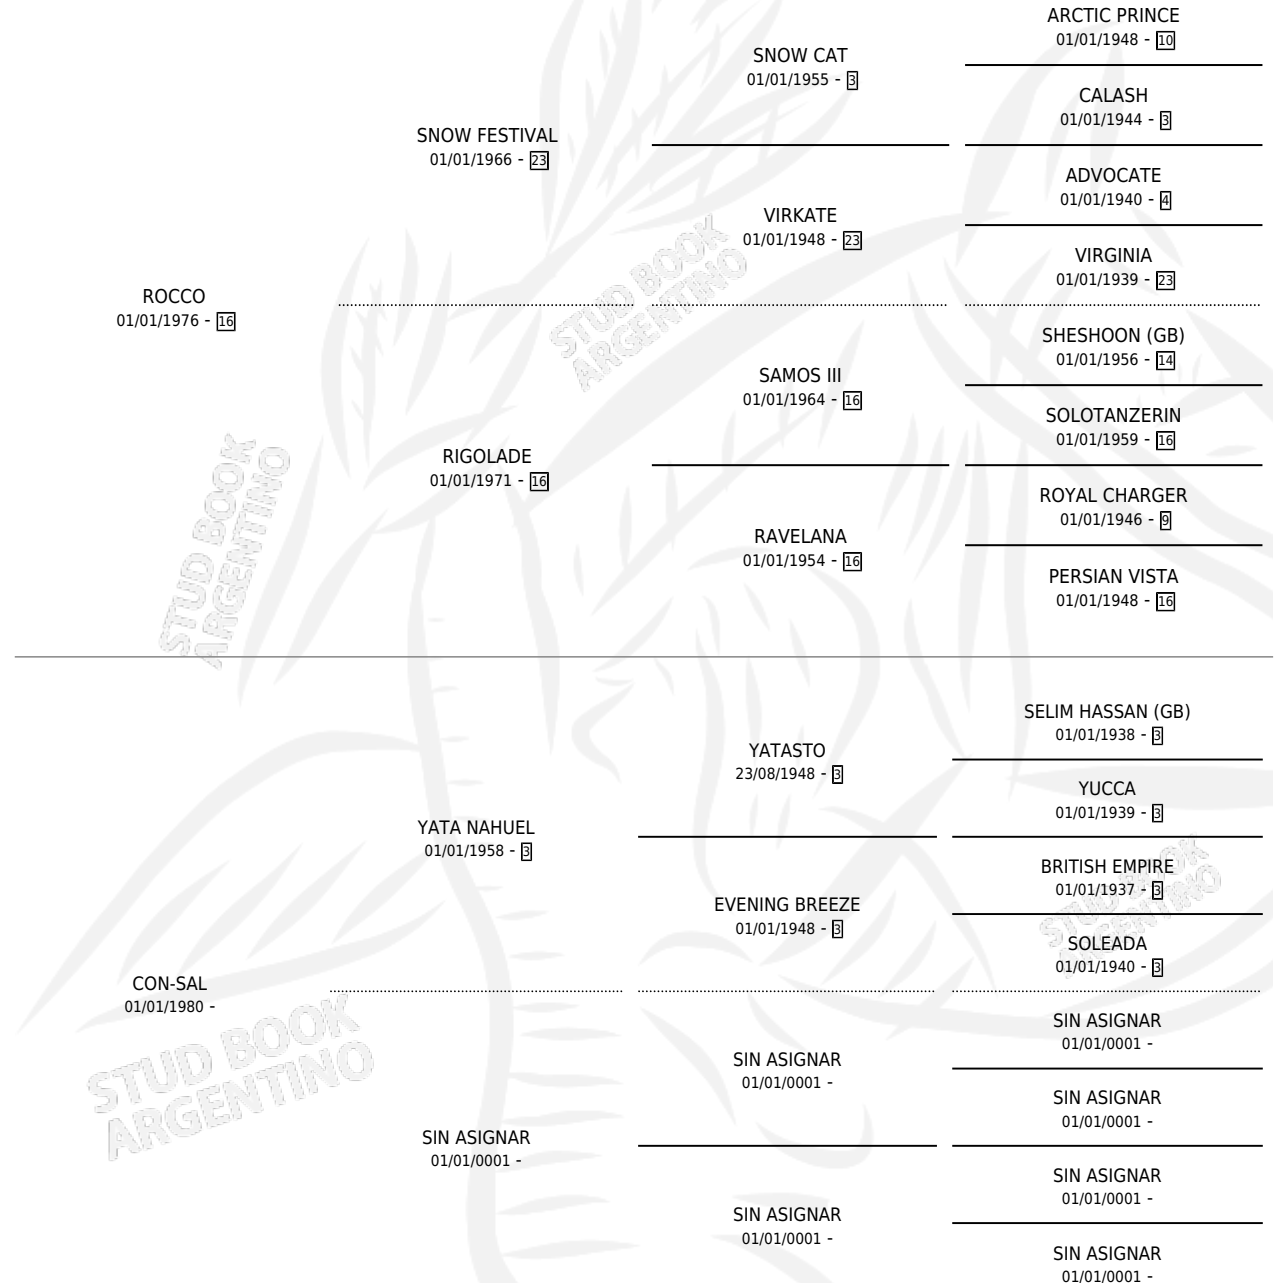 ARCTIC PRINCE
01/01/1948 - 10
SNOW CAT
01/01/1955 - 3
CALASH
01/01/1944 - 3
SNOW FESTIVAL
01/01/1966 - 23
ADVOCATE
01/01/1940 - 4
VIRKATE
01/01/1948 - 23
VIRGINIA
01/01/1939 - 23
ROCCO
01/01/1976 - 16
SHESHOON (GB)
01/01/1956 - 14
SAMOS III
01/01/1964 - 16
SOLOTANZERIN
01/01/1959 - 16
RIGOLADE
01/01/1971 - 16
ROYAL CHARGER
01/01/1946 - 9
RAVELANA
01/01/1954 - 16
PERSIAN VISTA
01/01/1948 - 16
SELIM HASSAN (GB)
01/01/1938 - 3
YATASTO
23/08/1948 - 3
YUCCA
01/01/1939 - 3
YATA NAHUEL
01/01/1958 - 3
BRITISH EMPIRE
01/01/1937 - 3
EVENING BREEZE
01/01/1948 - 3
SOLEADA
01/01/1940 - 3
CON-SAL
01/01/1980 -
SIN ASIGNAR
01/01/0001 -
SIN ASIGNAR
01/01/0001 -
SIN ASIGNAR
01/01/0001 -
SIN ASIGNAR
01/01/0001 -
SIN ASIGNAR
01/01/0001 -
SIN ASIGNAR
01/01/0001 -
SIN ASIGNAR
01/01/0001 -
STUD BOOK
ARGENTINO
STUD BOOK
ARGENTINO
STUD BOOK
ARGENTINO
STUD BOOK
ARGENTINO